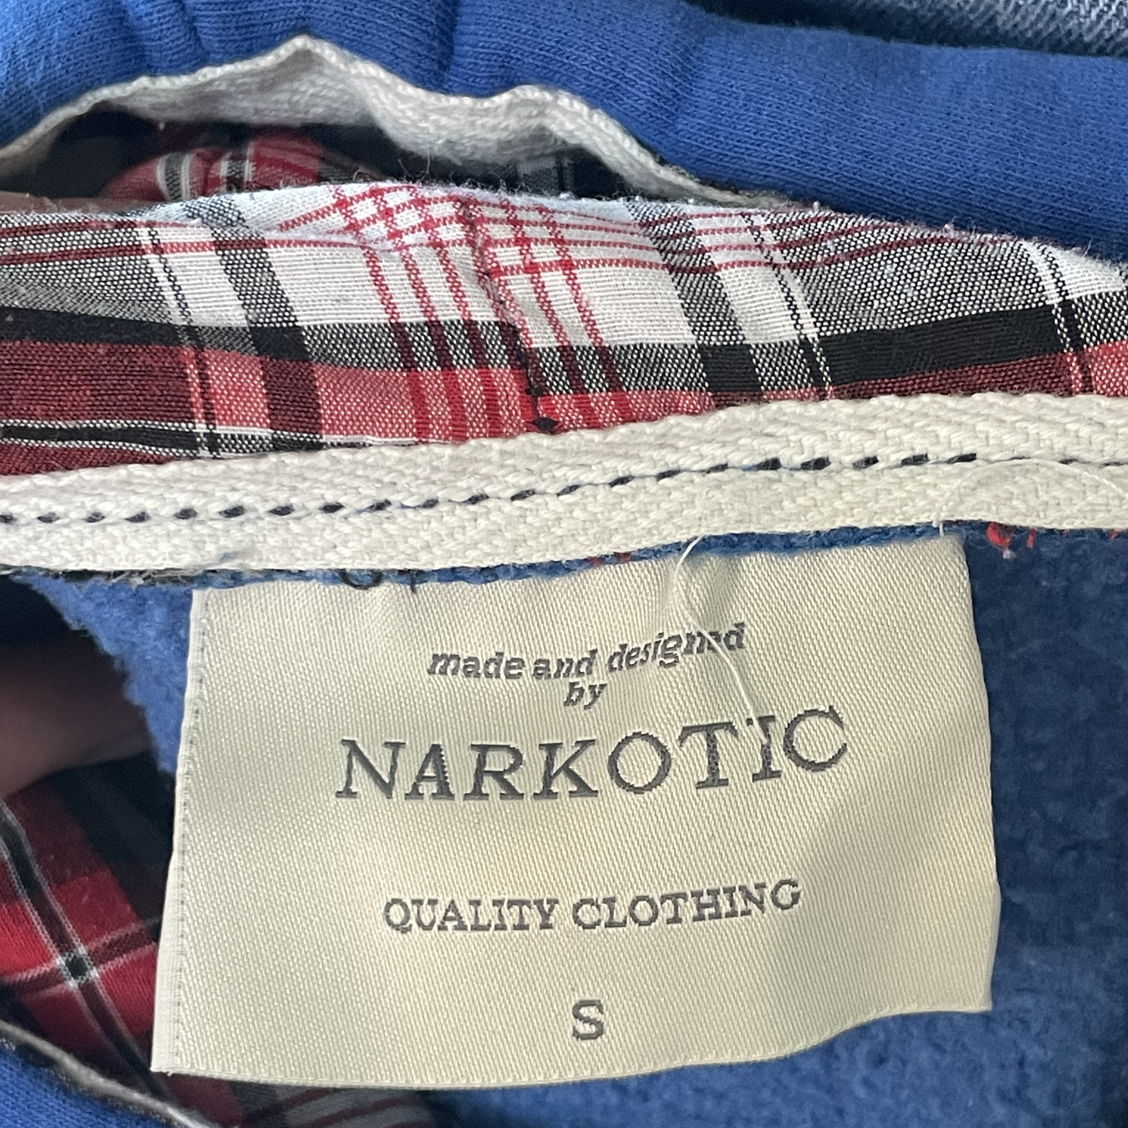 made and designed
by
NARKOTIC
QUALITY CLOTHING
S